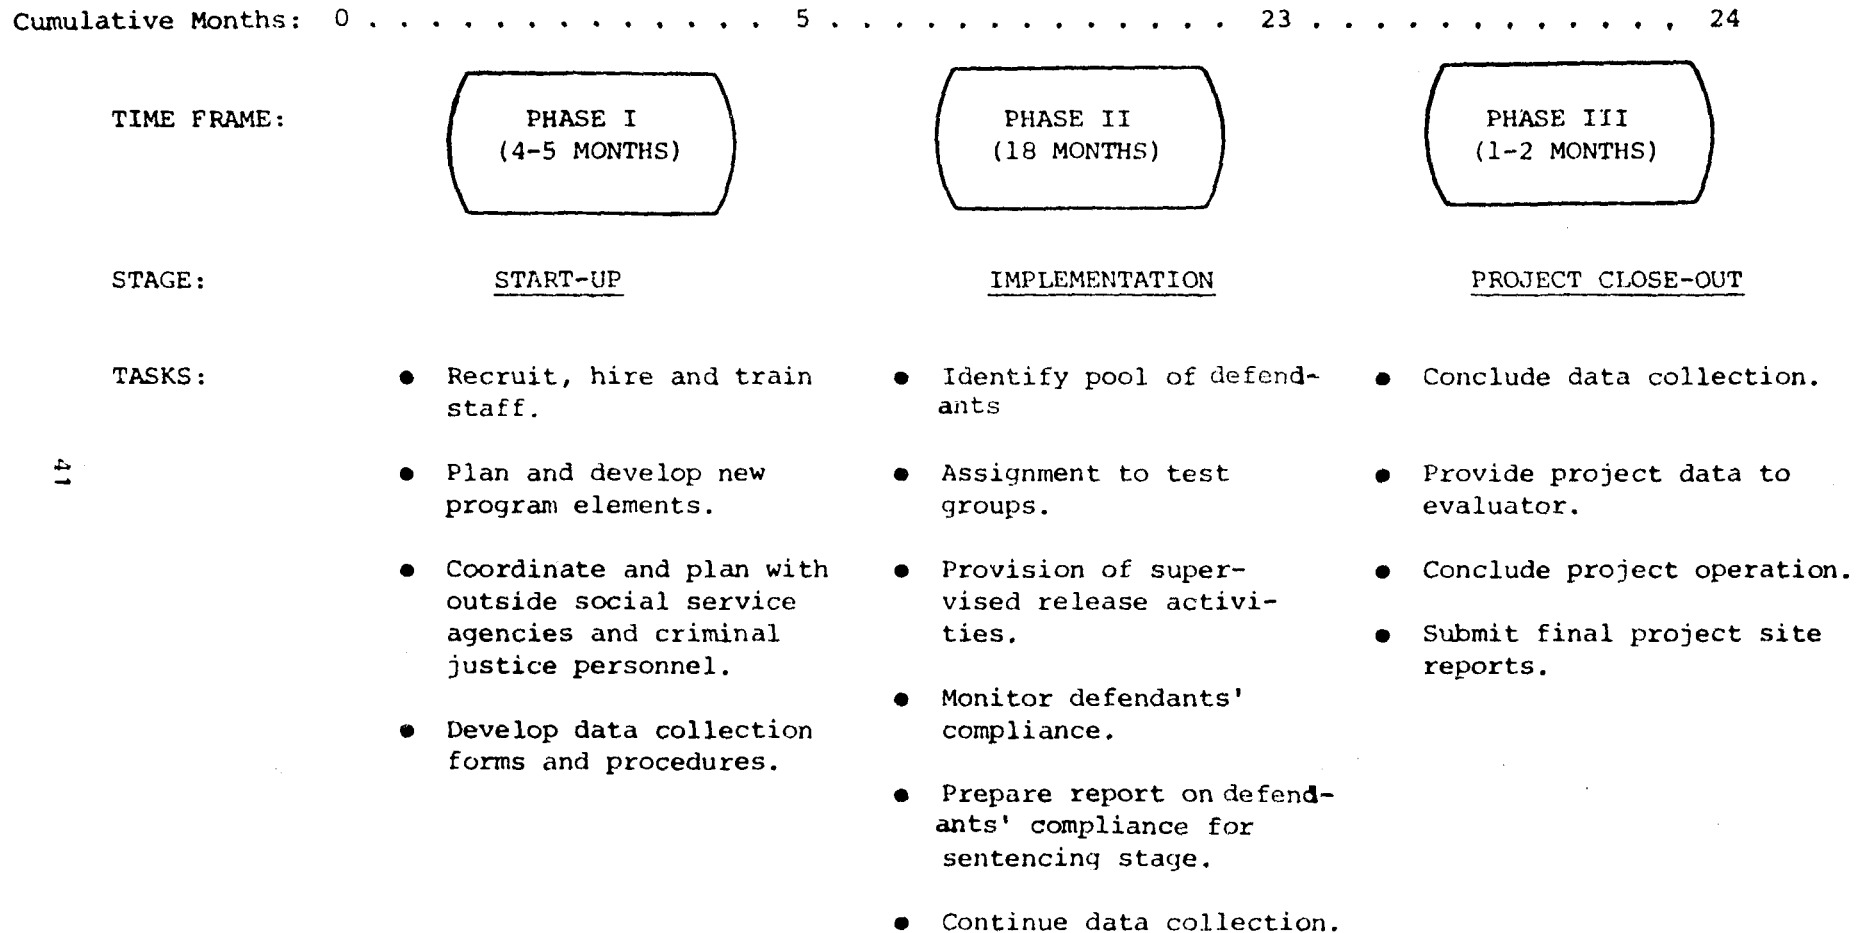 Cumulative Months: 0 . . . . . . . . . . . . . 5 . . . . . . . . . . . . . 23 . . . . . . . . . . . . 24
TIME FRAME:
PHASE I
(4-5 MONTHS)
PHASE II
(18 MONTHS)
PHASE III
(1-2 MONTHS)
STAGE:
START-UP
IMPLEMENTATION
PROJECT CLOSE-OUT
TASKS:
● Recruit, hire and train
staff.
● Plan and develop new
program elements.
● Coordinate and plan with
outside social service
agencies and criminal
justice personnel.
● Develop data collection
forms and procedures.
● Identify pool of defend-
ants
● Assignment to test
groups.
● Provision of super-
vised release activi-
ties.
● Monitor defendants'
compliance.
● Prepare report on defend-
ants' compliance for
sentencing stage.
● Continue data collection.
● Conclude data collection.
● Provide project data to
evaluator.
● Conclude project operation.
● Submit final project site
reports.
41